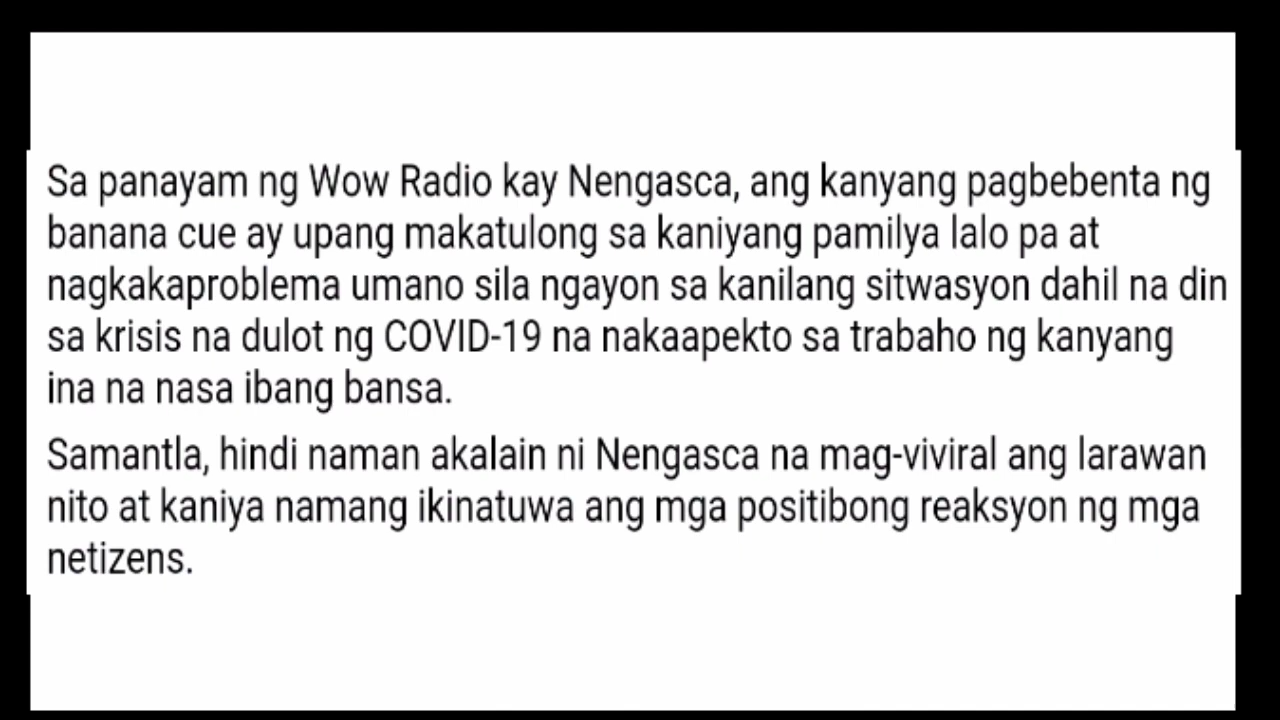 Sa panayam ng Wow Radio kay Nengasca, ang kanyang pagbebenta ng
banana cue ay upang makatulong sa kaniyang pamilya lalo pa at
nagkakaproblema umano sila ngayon sa kanilang sitwasyon dahil na din
sa krisis na dulot ng COVID-19 na nakaapekto sa trabaho ng kanyang
ina na nasa ibang bansa.
Samantla, hindi naman akalain ni Nengasca na mag-viviral ang larawan
nito at kaniya namang ikinatuwa ang mga positibong reaksyon ng mga
netizens.